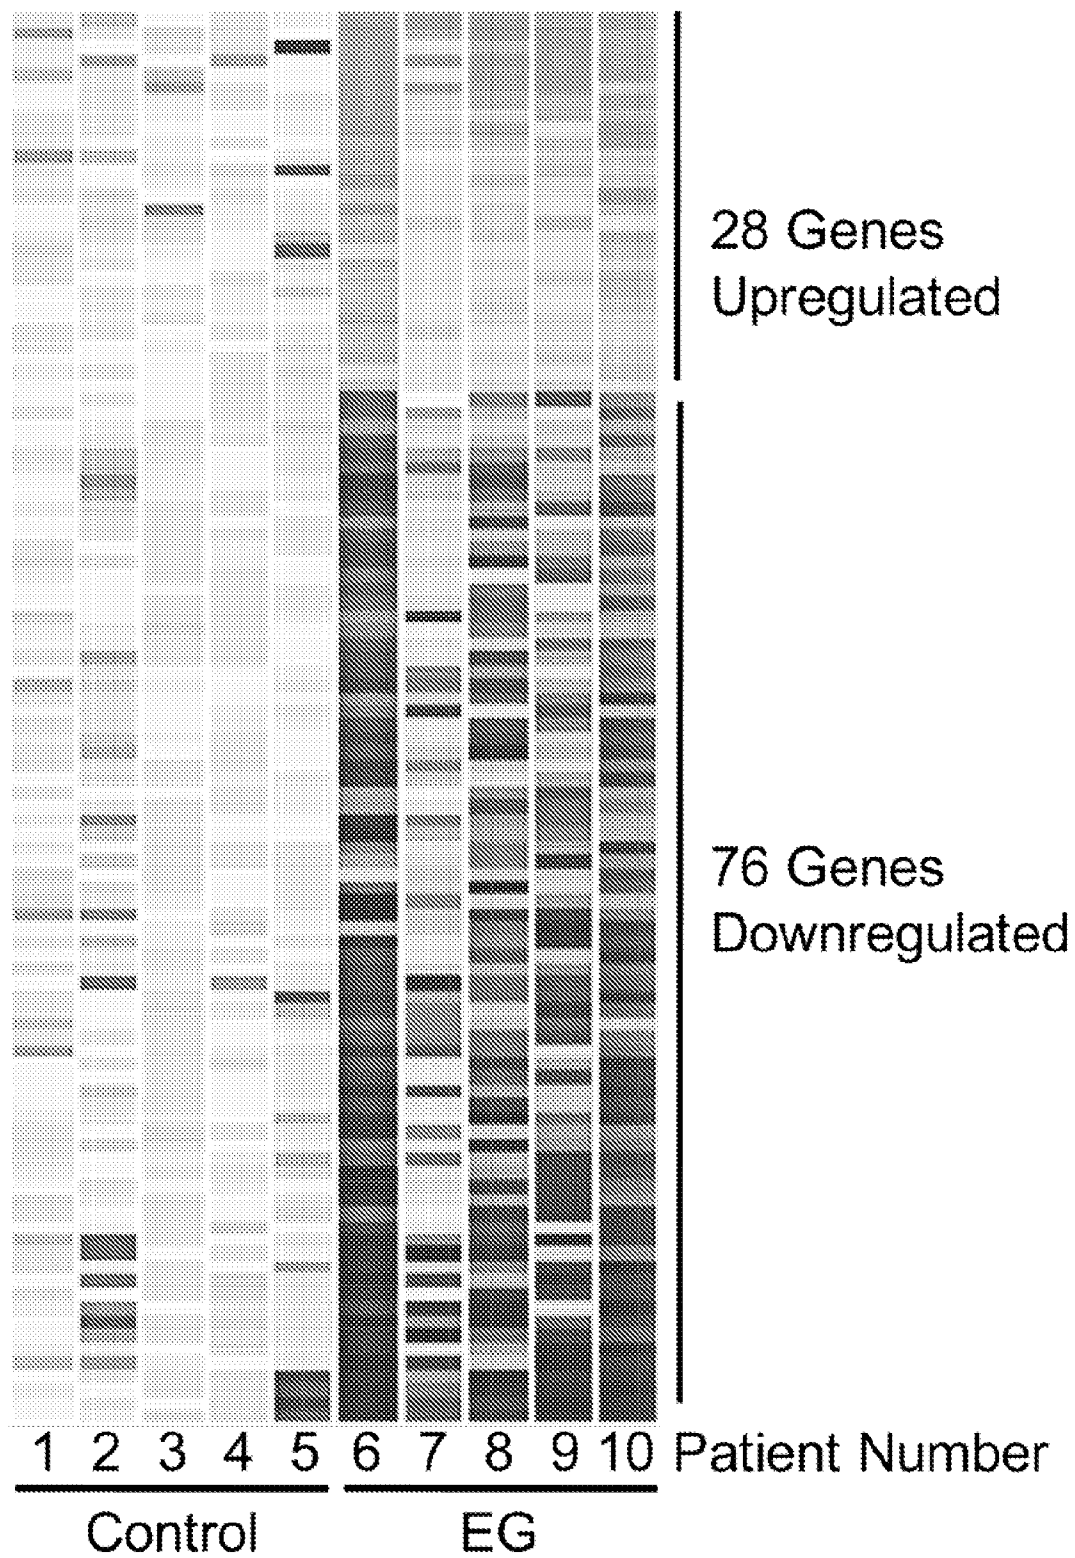 28 Genes
Upregulated
76 Genes
Downregulated
1 2 3 4 5 6 7 8 9 10 Patient Number
Control EG